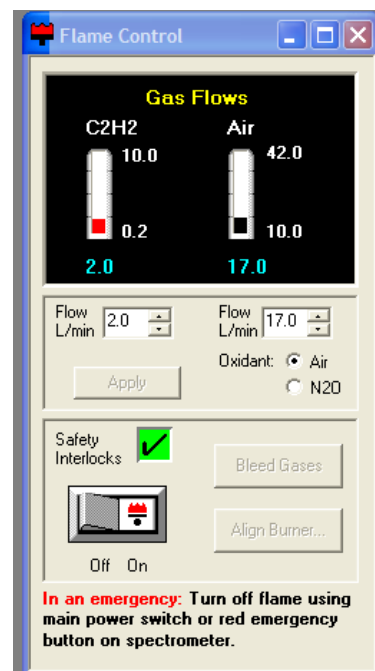 Flame Control
Gas Flows
C2H2 Air
10.0 42.0
0.2 10.0
2.0 17.0
Flow Flow
L/min 2.0 L/min 17.0
Oxidant: Air
Apply N2O
Safety
Interlocks
Bleed Gases
Align Burner...
Off On
In an emergency: Turn off flame using
main power switch or red emergency
button on spectrometer.